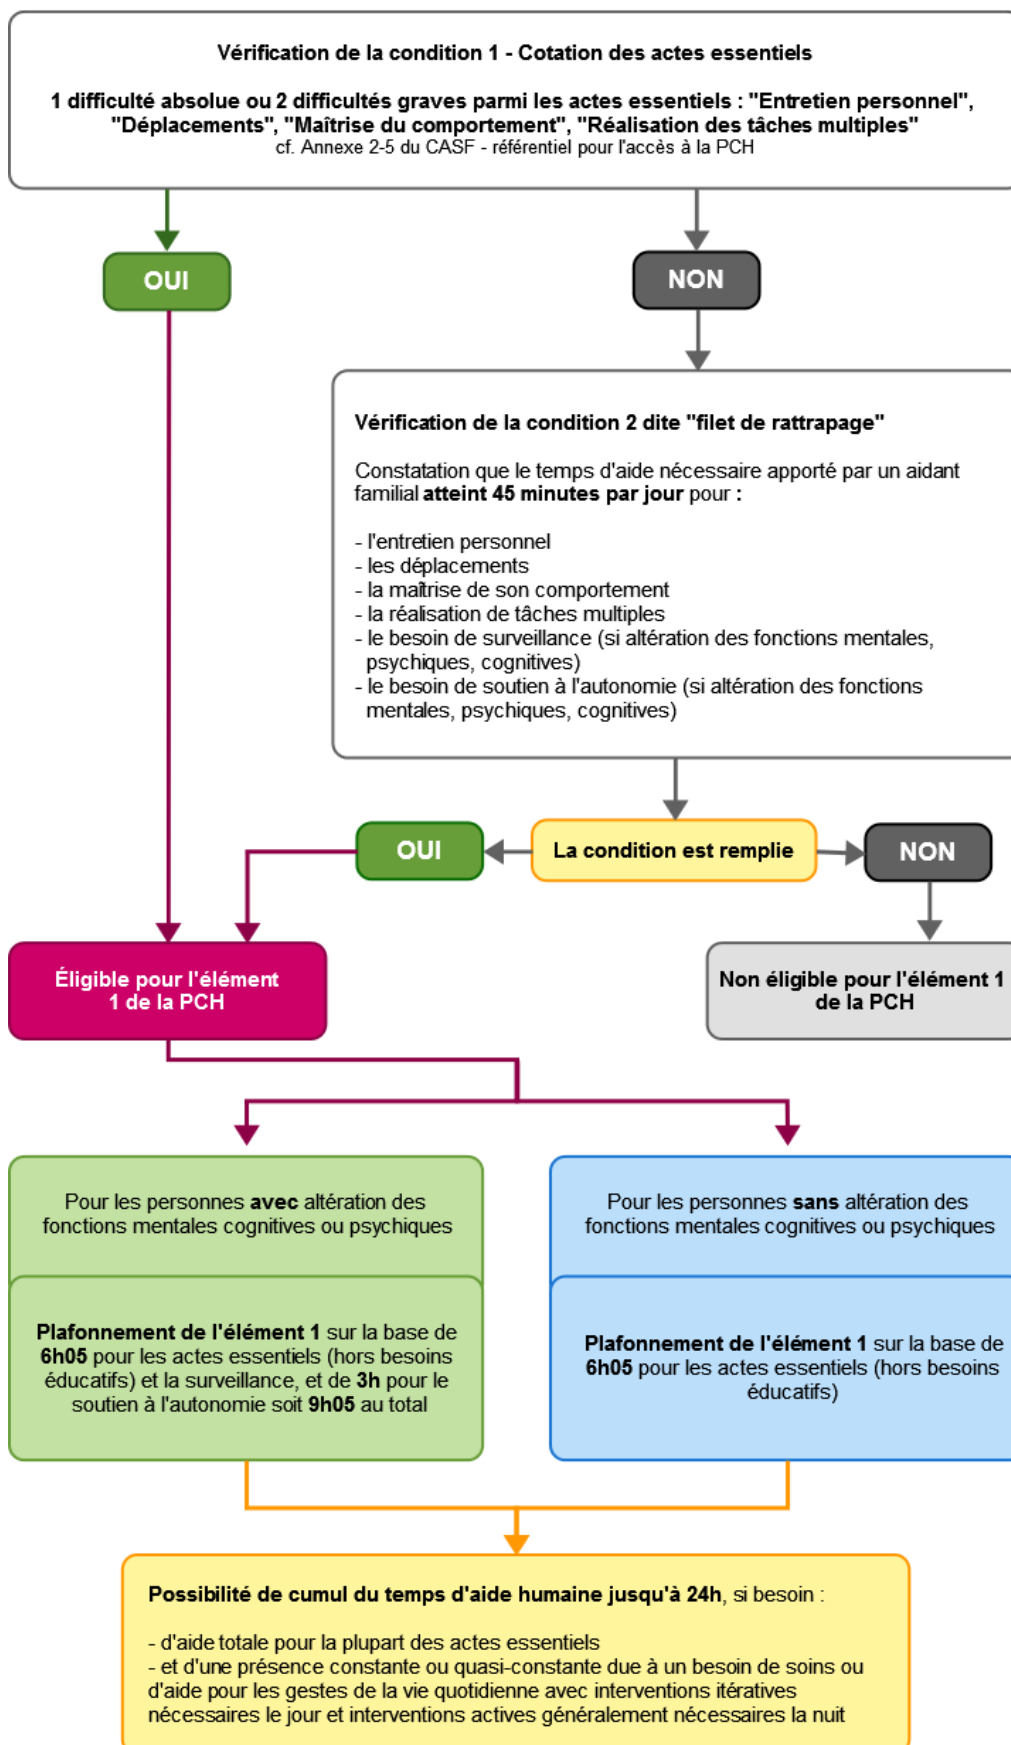 Vérification de la condition 1 - Cotation des actes essentiels
1 difficulté absolue ou 2 difficultés graves parmi les actes essentiels : "Entretien personnel",
"Déplacements", "Maîtrise du comportement", "Réalisation des tâches multiples"
cf. Annexe 2-5 du CASF - référentiel pour l'accès à la PCH
OUI
NON
Vérification de la condition 2 dite "filet de rattrapage"
Constatation que le temps d'aide nécessaire apporté par un aidant
familial atteint 45 minutes par jour pour :
- l'entretien personnel
- les déplacements
- la maîtrise de son comportement
- la réalisation de tâches multiples
- le besoin de surveillance (si altération des fonctions mentales,
psychiques, cognitives)
- le besoin de soutien à l'autonomie (si altération des fonctions
mentales, psychiques, cognitives)
OUI
La condition est remplie
NON
Éligible pour l'élément
1 de la PCH
Non éligible pour l'élément 1
de la PCH
Pour les personnes avec altération des
fonctions mentales cognitives ou psychiques
Plafonnement de l'élément 1 sur la base de
6h05 pour les actes essentiels (hors besoins
éducatifs) et la surveillance, et de 3h pour le
soutien à l'autonomie soit 9h05 au total
Pour les personnes sans altération des
fonctions mentales cognitives ou psychiques
Plafonnement de l'élément 1 sur la base de
6h05 pour les actes essentiels (hors besoins
éducatifs)
Possibilité de cumul du temps d'aide humaine jusqu'à 24h, si besoin :
- d'aide totale pour la plupart des actes essentiels
- et d'une présence constante ou quasi-constante due à un besoin de soins ou
d'aide pour les gestes de la vie quotidienne avec interventions itératives
nécessaires le jour et interventions actives généralement nécessaires la nuit